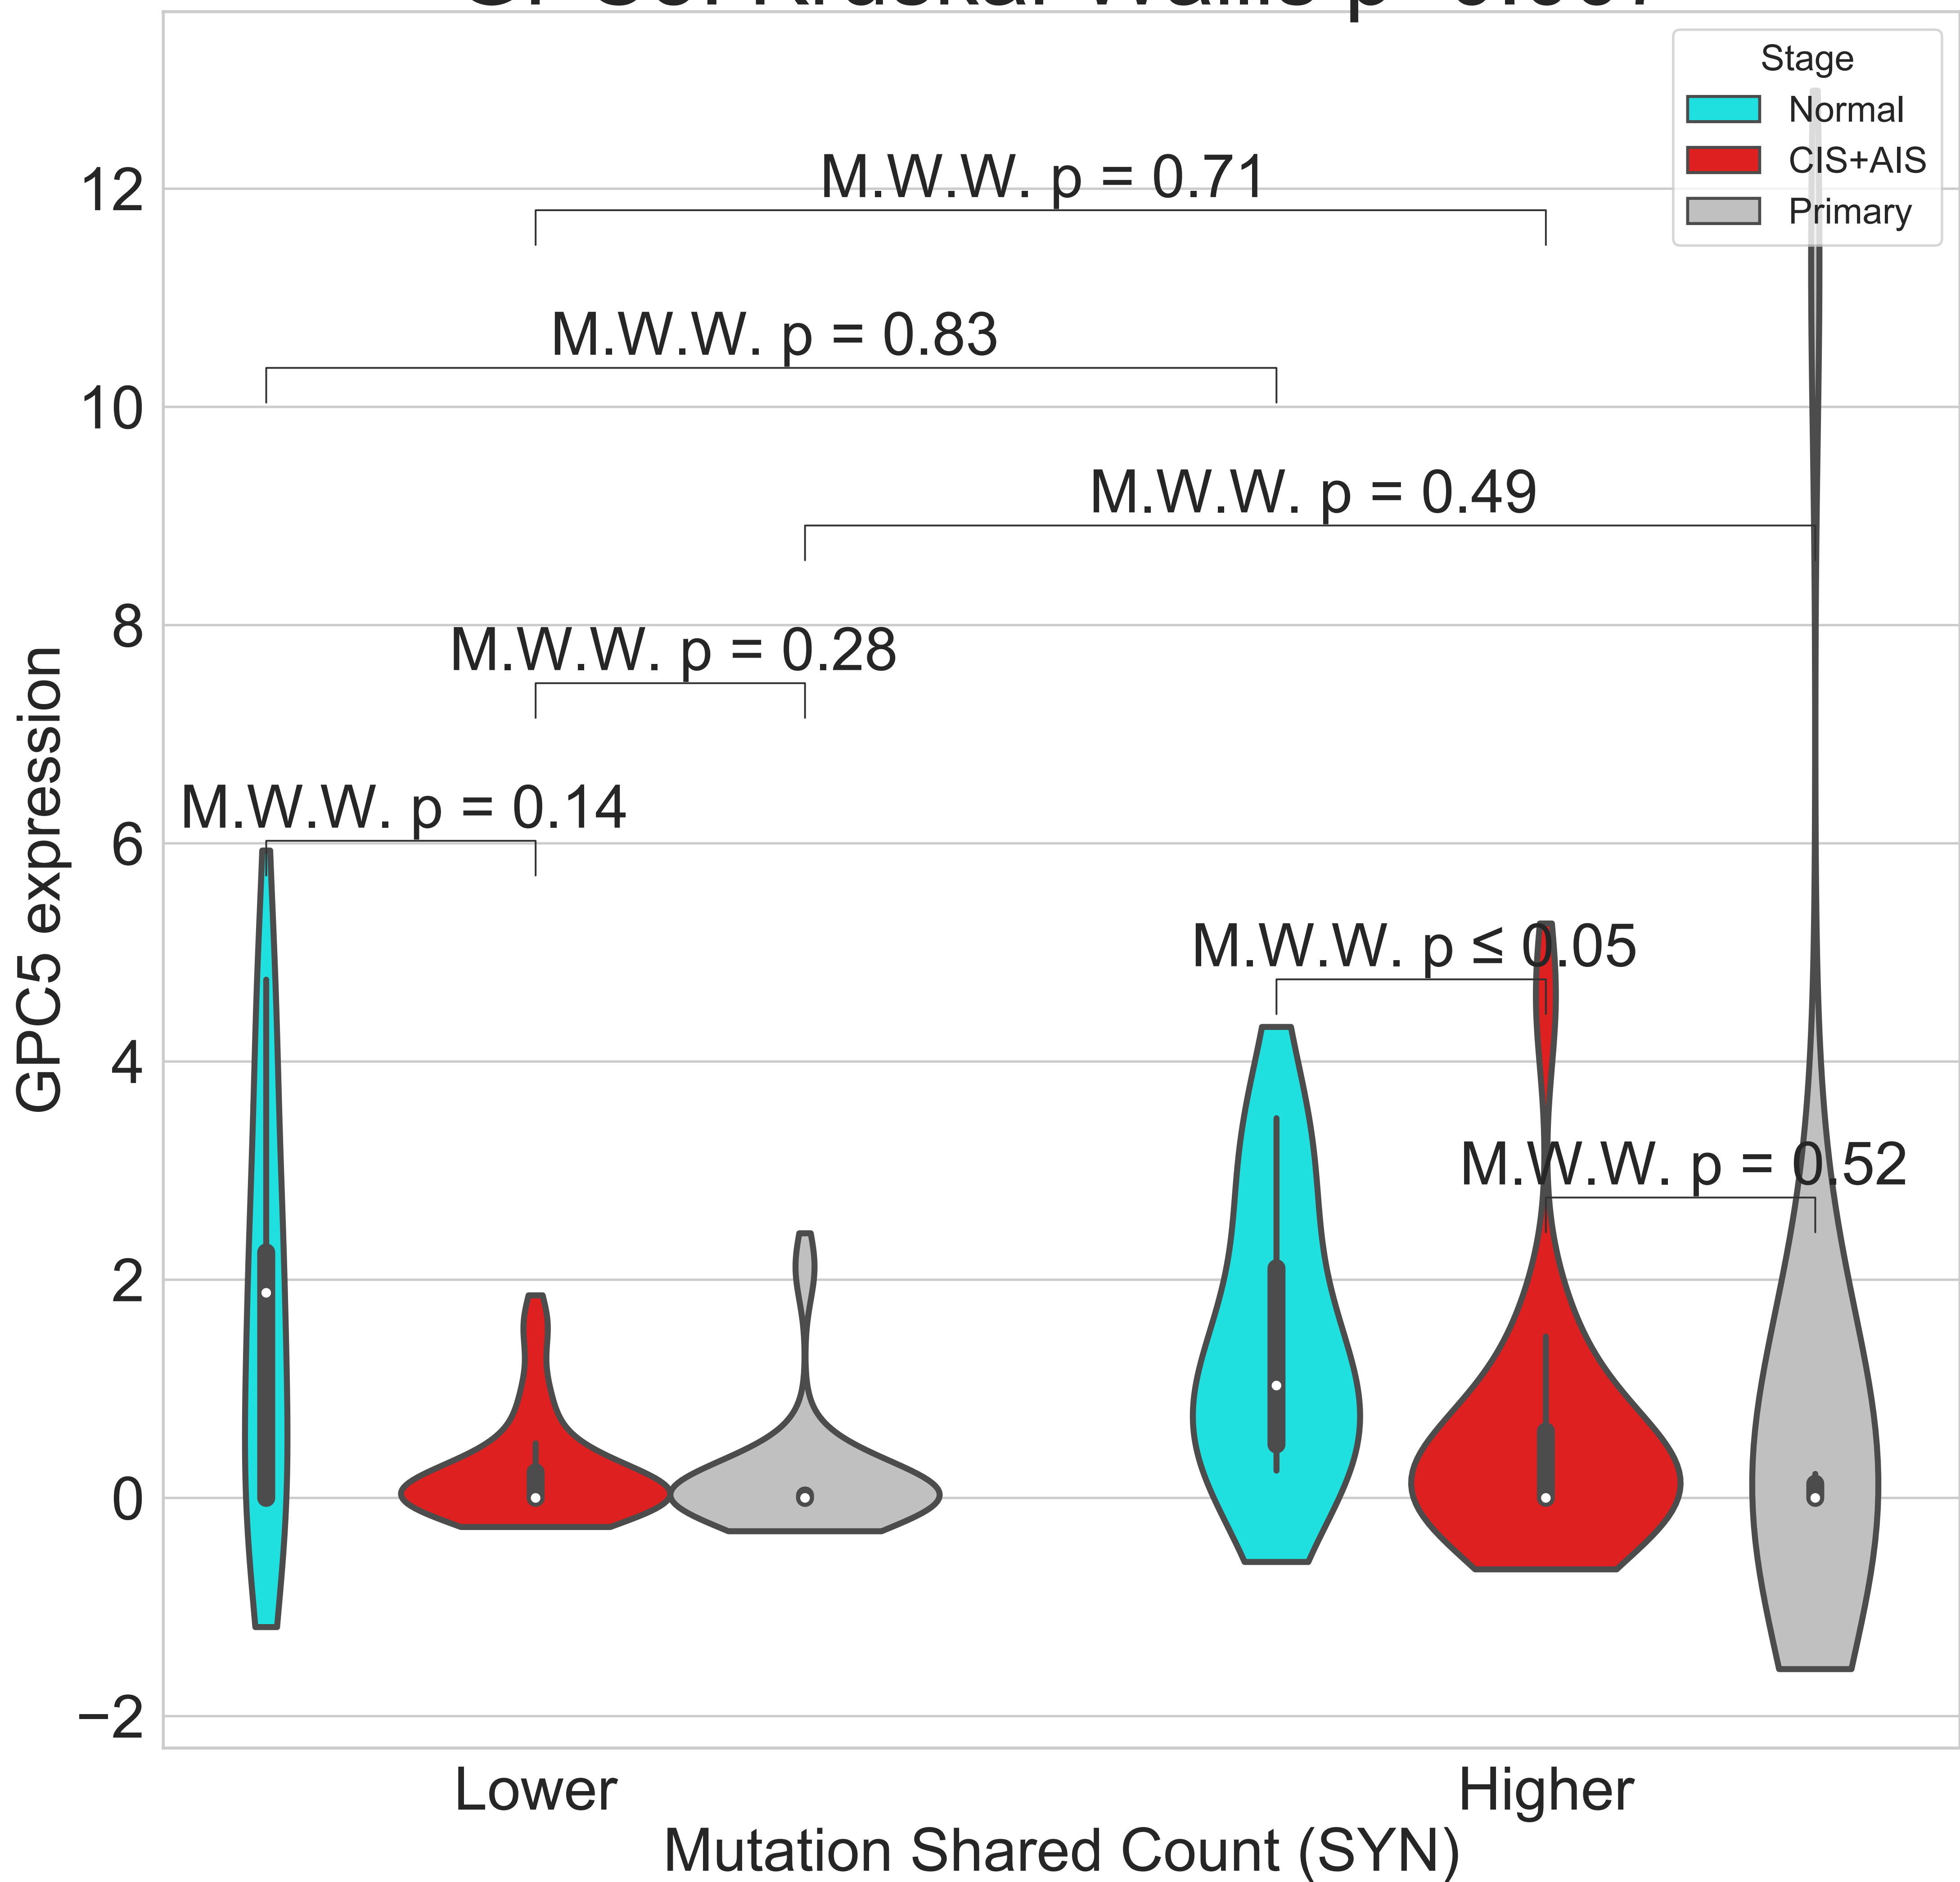 Stage
Normal
CIS+AIS
Primary
12
10
8
6
4
2
0
−2
GPC5 expression
M.W.W. p = 0.71
M.W.W. p = 0.83
M.W.W. p = 0.49
M.W.W. p = 0.28
M.W.W. p = 0.14
M.W.W. p ≤ 0.05
M.W.W. p = 0.52
Lower
Higher
Mutation Shared Count (SYN)